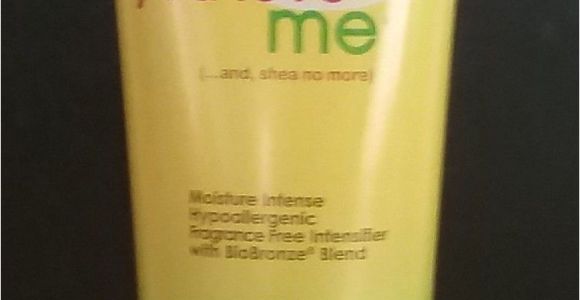 me
(...and, shea no more)
Moisture Intense
Hypoallergenic
Fragrance Free Intensifier
with BioBronze® Blend